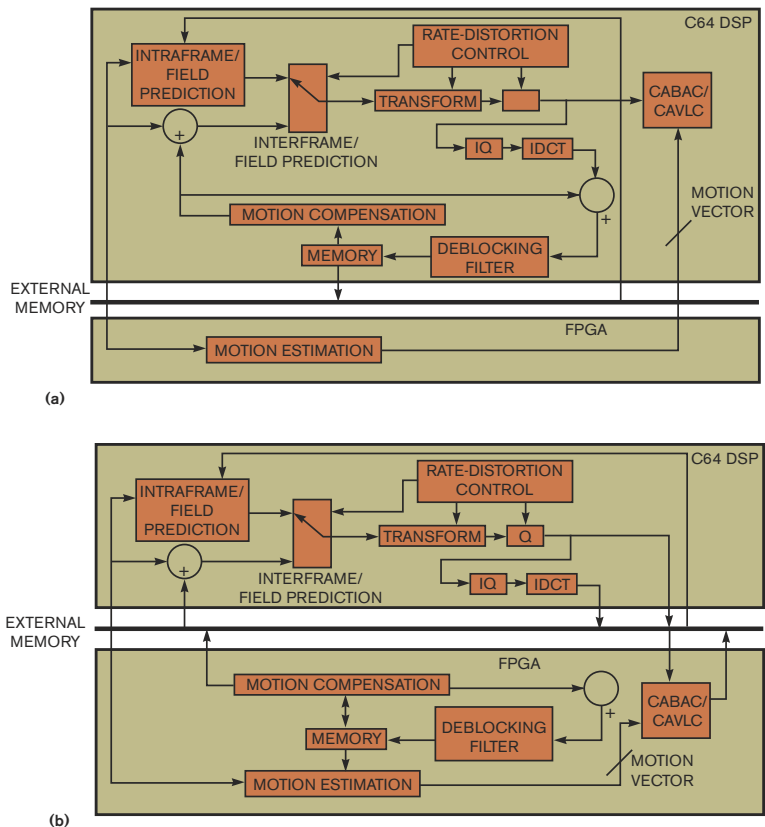 C64 DSP
RATE-DISTORTION
CONTROL
INTRAFRAME/
FIELD
PREDICTION
TRANSFORM
CABAC/
CAVLC
+
INTERFRAME/
FIELD PREDICTION
IQ
IDCT
MOTION
VECTOR
+
MOTION COMPENSATION
MEMORY
DEBLOCKING
FILTER
EXTERNAL
MEMORY
FPGA
MOTION ESTIMATION
(a)
C64 DSP
RATE-DISTORTION
CONTROL
INTRAFRAME/
FIELD
PREDICTION
TRANSFORM
Q
+
INTERFRAME/
FIELD PREDICTION
IQ
IDCT
EXTERNAL
MEMORY
FPGA
MOTION COMPENSATION
+
CABAC/
CAVLC
MEMORY
DEBLOCKING
FILTER
MOTION
VECTOR
MOTION ESTIMATION
(b)